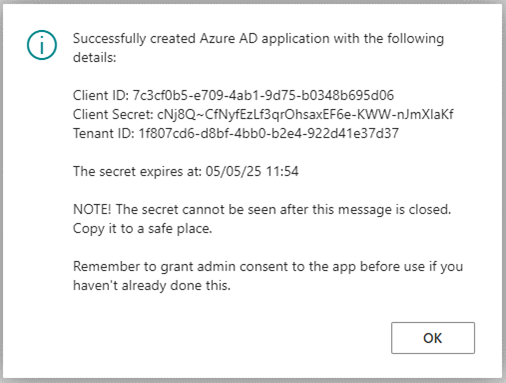 Successfully created Azure AD application with the following
details:
Client ID: 7c3cf0b5-e709-4ab1-9d75-b0348b695d06
Client Secret: cNj8Q~CfNyfEzLf3qrOhsaxEF6e-KWW-nJmXlaKf
Tenant ID: 1f807cd6-d8bf-4bb0-b2e4-922d41e37d37
The secret expires at: 05/05/25 11:54
NOTE! The secret cannot be seen after this message is closed.
Copy it to a safe place.
Remember to grant admin consent to the app before use if you
haven't already done this.
OK